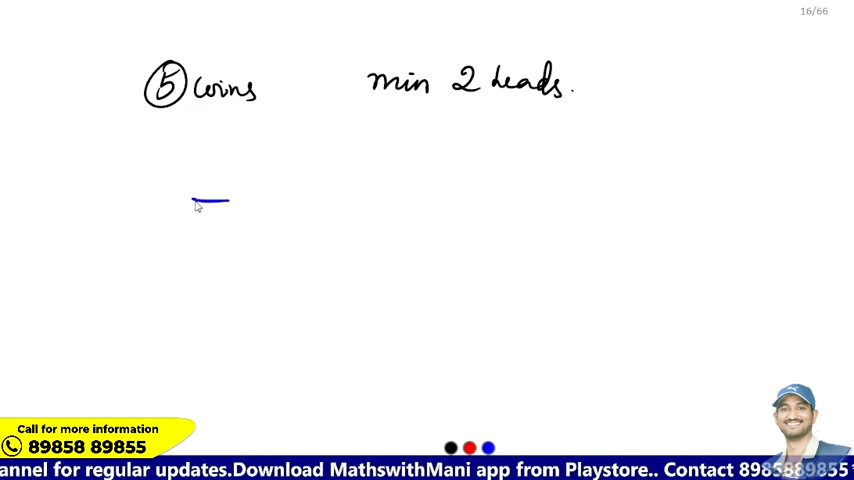 16/66
5 coins min 2 heads.
Call for more information
89858 89855
annel for regular updates.Download MathswithMani app from Playstore.. Contact 8985889855